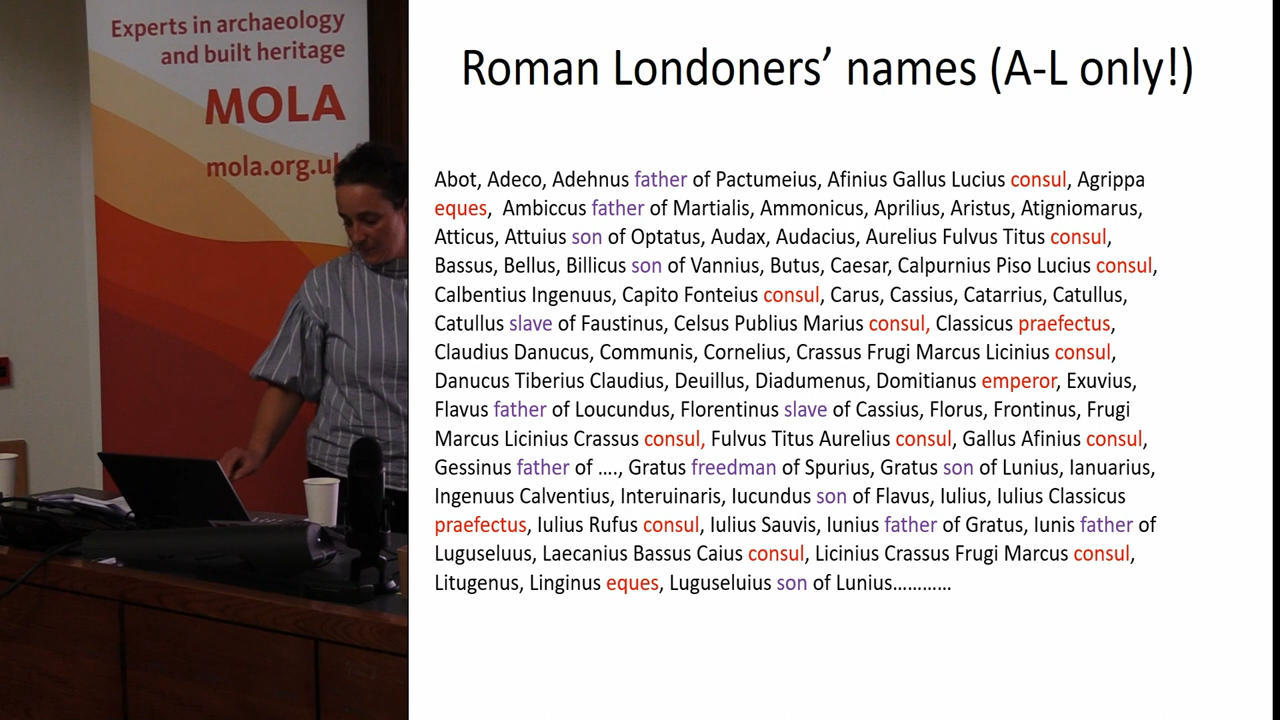 Experts in archaeology
and built heritage
MOLA
mola.org.uk
Roman Londoners’ names (A-L only!)
Abot, Adeco, Adehnus father of Pactumeius, Afinius Gallus Lucius consul, Agrippa
eques, Ambiccus father of Martialis, Ammonicus, Aprilius, Aristus, Atigniomarus,
Atticus, Attuius son of Optatus, Audax, Audacius, Aurelius Fulvus Titus consul,
Bassus, Bellus, Billicus son of Vannius, Butus, Caesar, Calpurnius Piso Lucius consul,
Calbentius Ingenuus, Capito Fonteius consul, Carus, Cassius, Catarrius, Catullus,
Catullus slave of Faustinus, Celsus Publius Marius consul, Classicus praefectus,
Claudius Danucus, Communis, Cornelius, Crassus Frugi Marcus Licinius consul,
Danucus Tiberius Claudius, Deuillus, Diadumenus, Domitianus emperor, Exuvius,
Flavus father of Loucundus, Florentinus slave of Cassius, Florus, Frontinus, Frugi
Marcus Licinius Crassus consul, Fulvus Titus Aurelius consul, Gallus Afinius consul,
Gessinus father of …., Gratus freedman of Spurius, Gratus son of Lunius, Ianuarius,
Ingenuus Calventius, Interuinaris, Iucundus son of Flavus, Iulius, Iulius Classicus
praefectus, Iulius Rufus consul, Iulius Sauvis, Iunius father of Gratus, Iunis father of
Luguseluus, Laecanius Bassus Caius consul, Licinius Crassus Frugi Marcus consul,
Litugenus, Linginus eques, Luguseluius son of Lunius…………